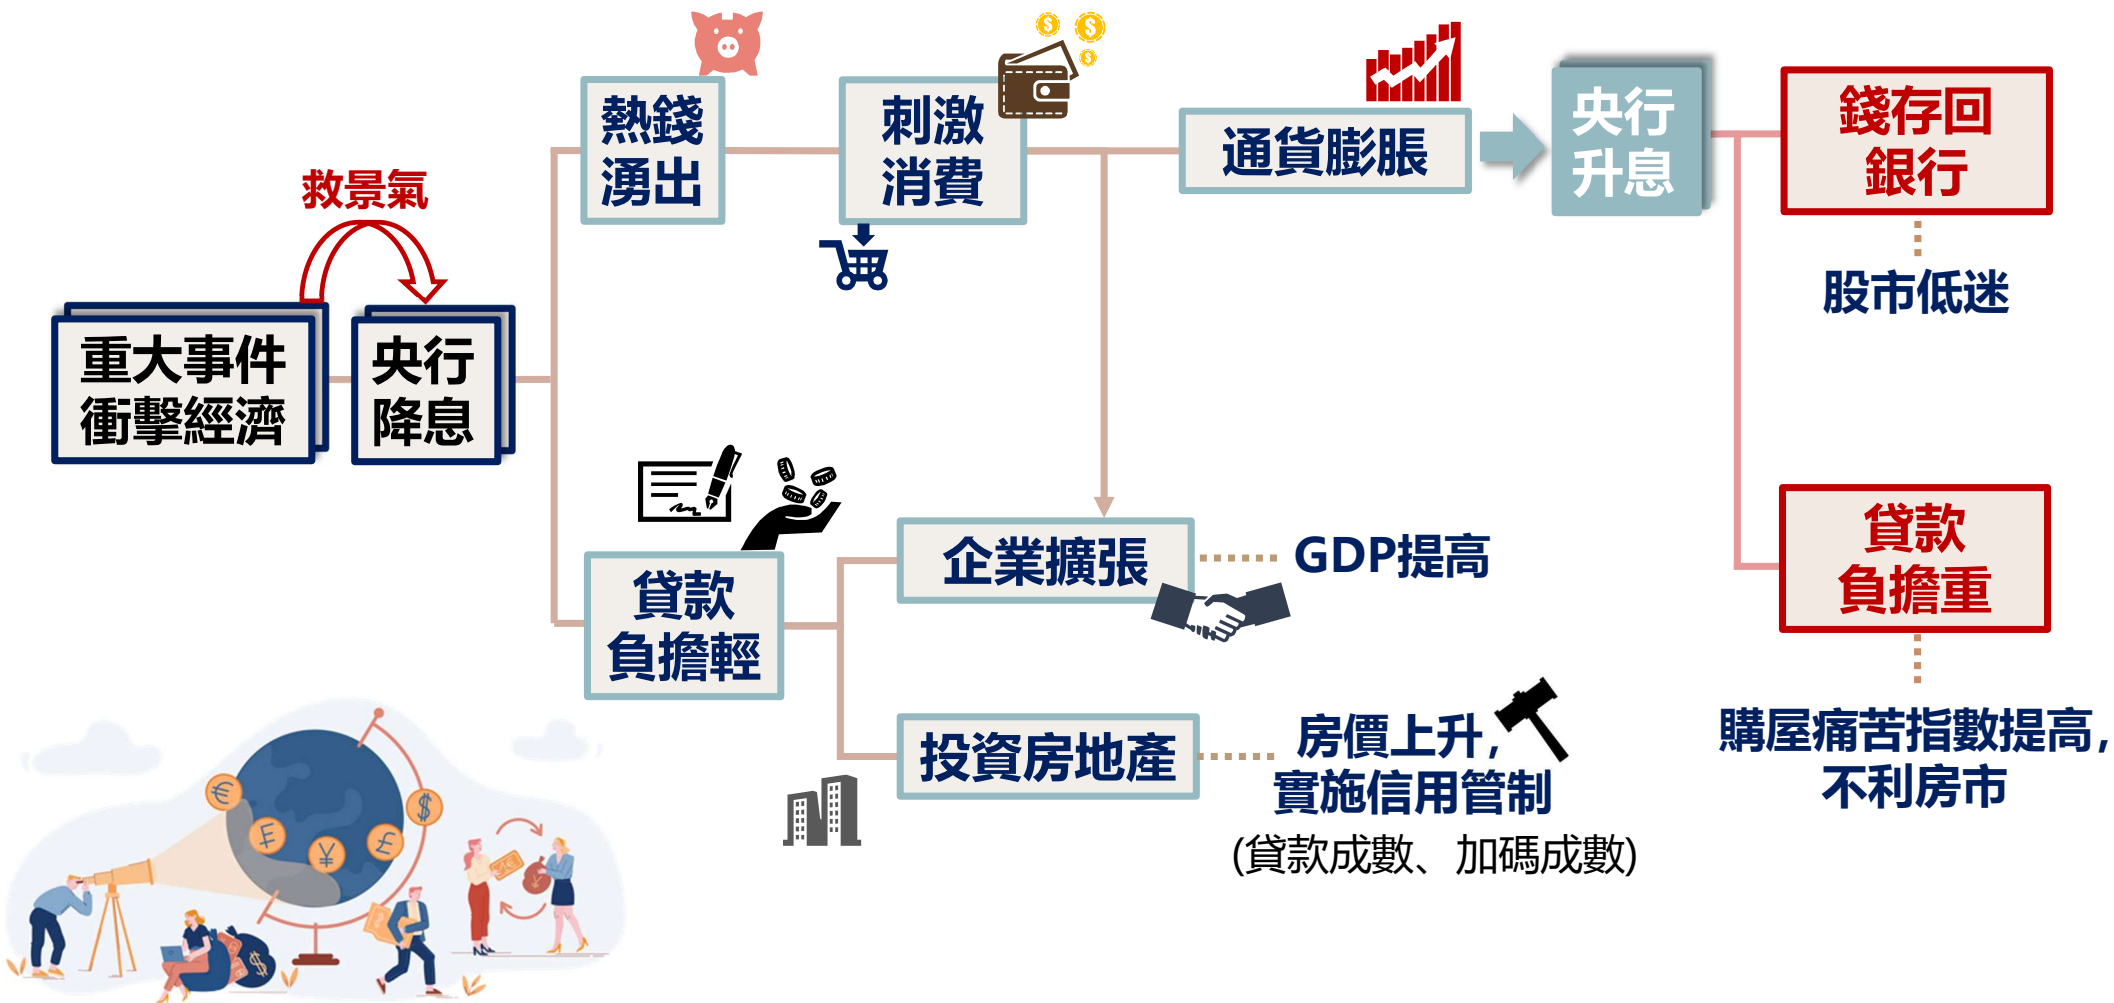 救景氣
重大事件
衝擊經濟
央行
降息
熱錢
湧出
刺激
消費
通貨膨脹
央行
升息
錢存回
銀行
股市低迷
貸款
負擔輕
企業擴張
GDP提高
投資房地產
房價上升,
實施信用管制
(貸款成數、加碼成數)
貸款
負擔重
購屋痛苦指數提高,
不利房市